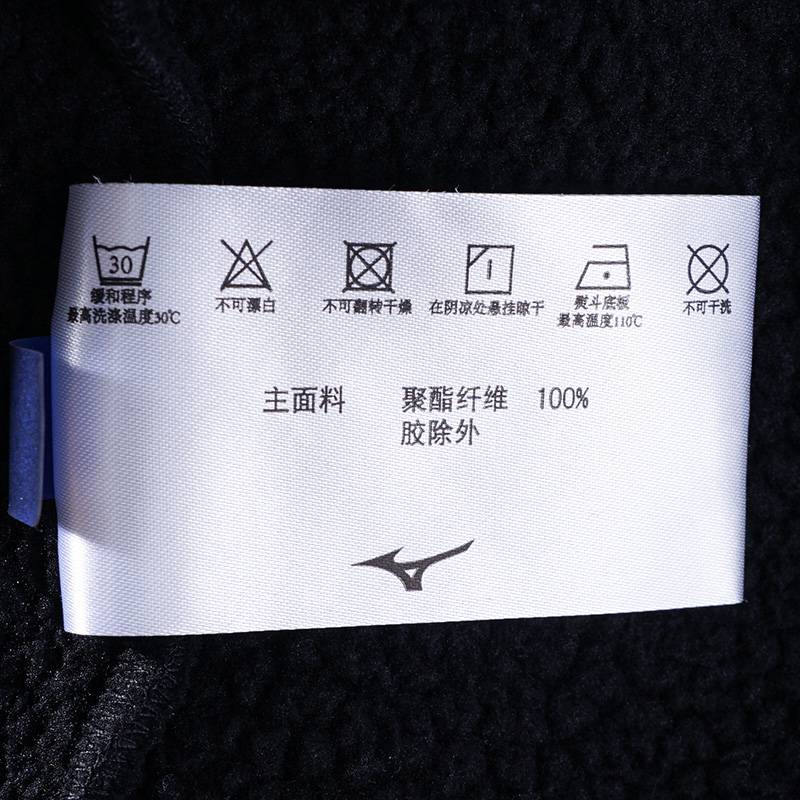 30
缓和程序
最高洗涤温度30℃
不可漂白
不可翻转干燥
在阴凉处悬挂晾干
熨斗底板
最高温度110℃
不可干洗
主面料 聚酯纤维 100%
胶除外